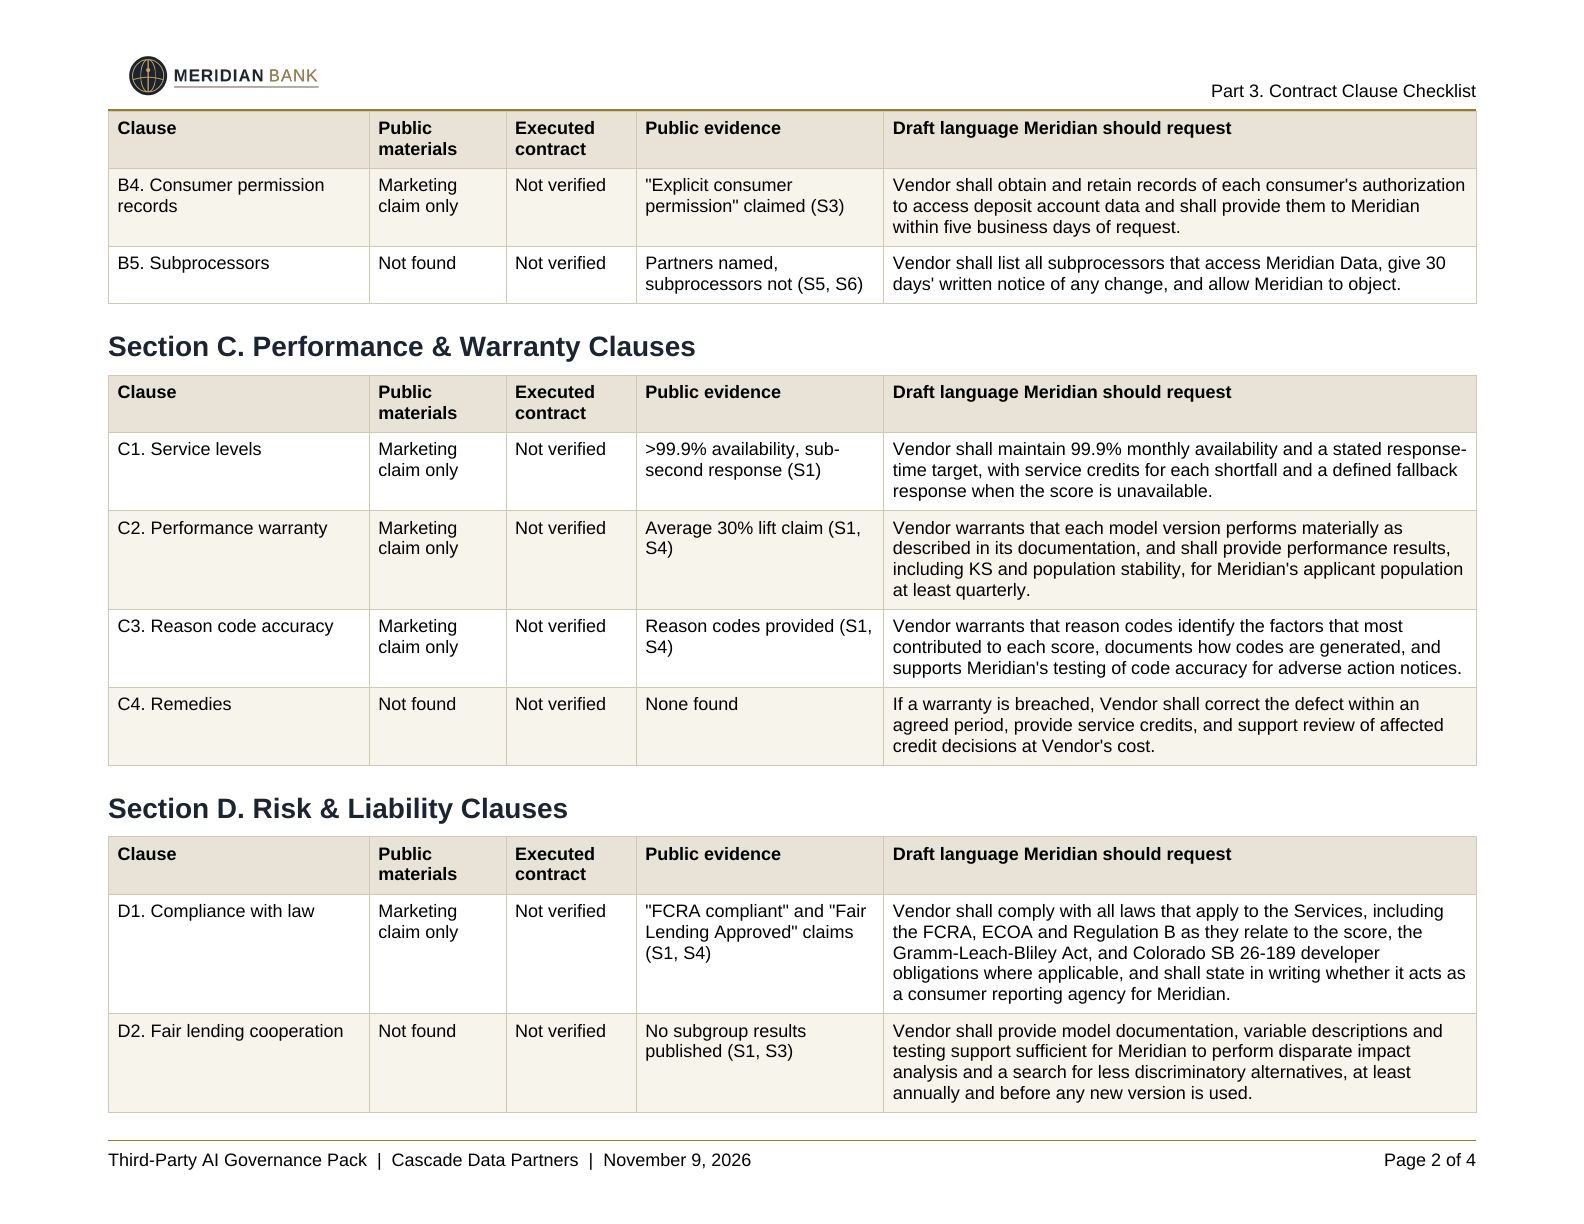 MERIDIAN BANK
Part 3. Contract Clause Checklist
Clause
Public
materials
Executed
contract
Public evidence
Draft language Meridian should request
B4. Consumer permission
records
Marketing
claim only
Not verified
"Explicit consumer
permission" claimed (S3)
Vendor shall obtain and retain records of each consumer's authorization
to access deposit account data and shall provide them to Meridian
within five business days of request.
B5. Subprocessors
Not found
Not verified
Partners named,
subprocessors not (S5, S6)
Vendor shall list all subprocessors that access Meridian Data, give 30
days' written notice of any change, and allow Meridian to object.
Section C. Performance & Warranty Clauses
Clause
Public
materials
Executed
contract
Public evidence
Draft language Meridian should request
C1. Service levels
Marketing
claim only
Not verified
>99.9% availability, sub-
second response (S1)
Vendor shall maintain 99.9% monthly availability and a stated response-
time target, with service credits for each shortfall and a defined fallback
response when the score is unavailable.
C2. Performance warranty
Marketing
claim only
Not verified
Average 30% lift claim (S1,
S4)
Vendor warrants that each model version performs materially as
described in its documentation, and shall provide performance results,
including KS and population stability, for Meridian's applicant population
at least quarterly.
C3. Reason code accuracy
Marketing
claim only
Not verified
Reason codes provided (S1,
S4)
Vendor warrants that reason codes identify the factors that most
contributed to each score, documents how codes are generated, and
supports Meridian's testing of code accuracy for adverse action notices.
C4. Remedies
Not found
Not verified
None found
If a warranty is breached, Vendor shall correct the defect within an
agreed period, provide service credits, and support review of affected
credit decisions at Vendor's cost.
Section D. Risk & Liability Clauses
Clause
Public
materials
Executed
contract
Public evidence
Draft language Meridian should request
D1. Compliance with law
Marketing
claim only
Not verified
"FCRA compliant" and "Fair
Lending Approved" claims
(S1, S4)
Vendor shall comply with all laws that apply to the Services, including
the FCRA, ECOA and Regulation B as they relate to the score, the
Gramm-Leach-Bliley Act, and Colorado SB 26-189 developer
obligations where applicable, and shall state in writing whether it acts as
a consumer reporting agency for Meridian.
D2. Fair lending cooperation
Not found
Not verified
No subgroup results
published (S1, S3)
Vendor shall provide model documentation, variable descriptions and
testing support sufficient for Meridian to perform disparate impact
analysis and a search for less discriminatory alternatives, at least
annually and before any new version is used.
Third-Party AI Governance Pack | Cascade Data Partners | November 9, 2026
Page 2 of 4